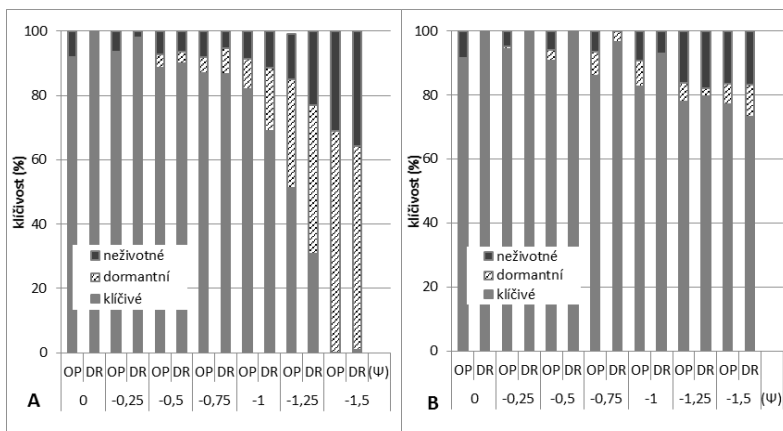 100
80
60
40
20
0
klíčivost (%)
neživotné
dormantní
klíčivé
OP DR OP DR OP DR OP DR OP DR OP DR OP DR (Ψ)
0 -0,25 -0,5 -0,75 -1 -1,25 -1,5
A
100
80
60
40
20
0
klíčivost (%)
neživotné
dormantní
klíčivé
OP DR OP DR OP DR OP DR OP DR OP DR OP DR
0 -0,25 -0,5 -0,75 -1 -1,25 -1,5 (Ψ)
B